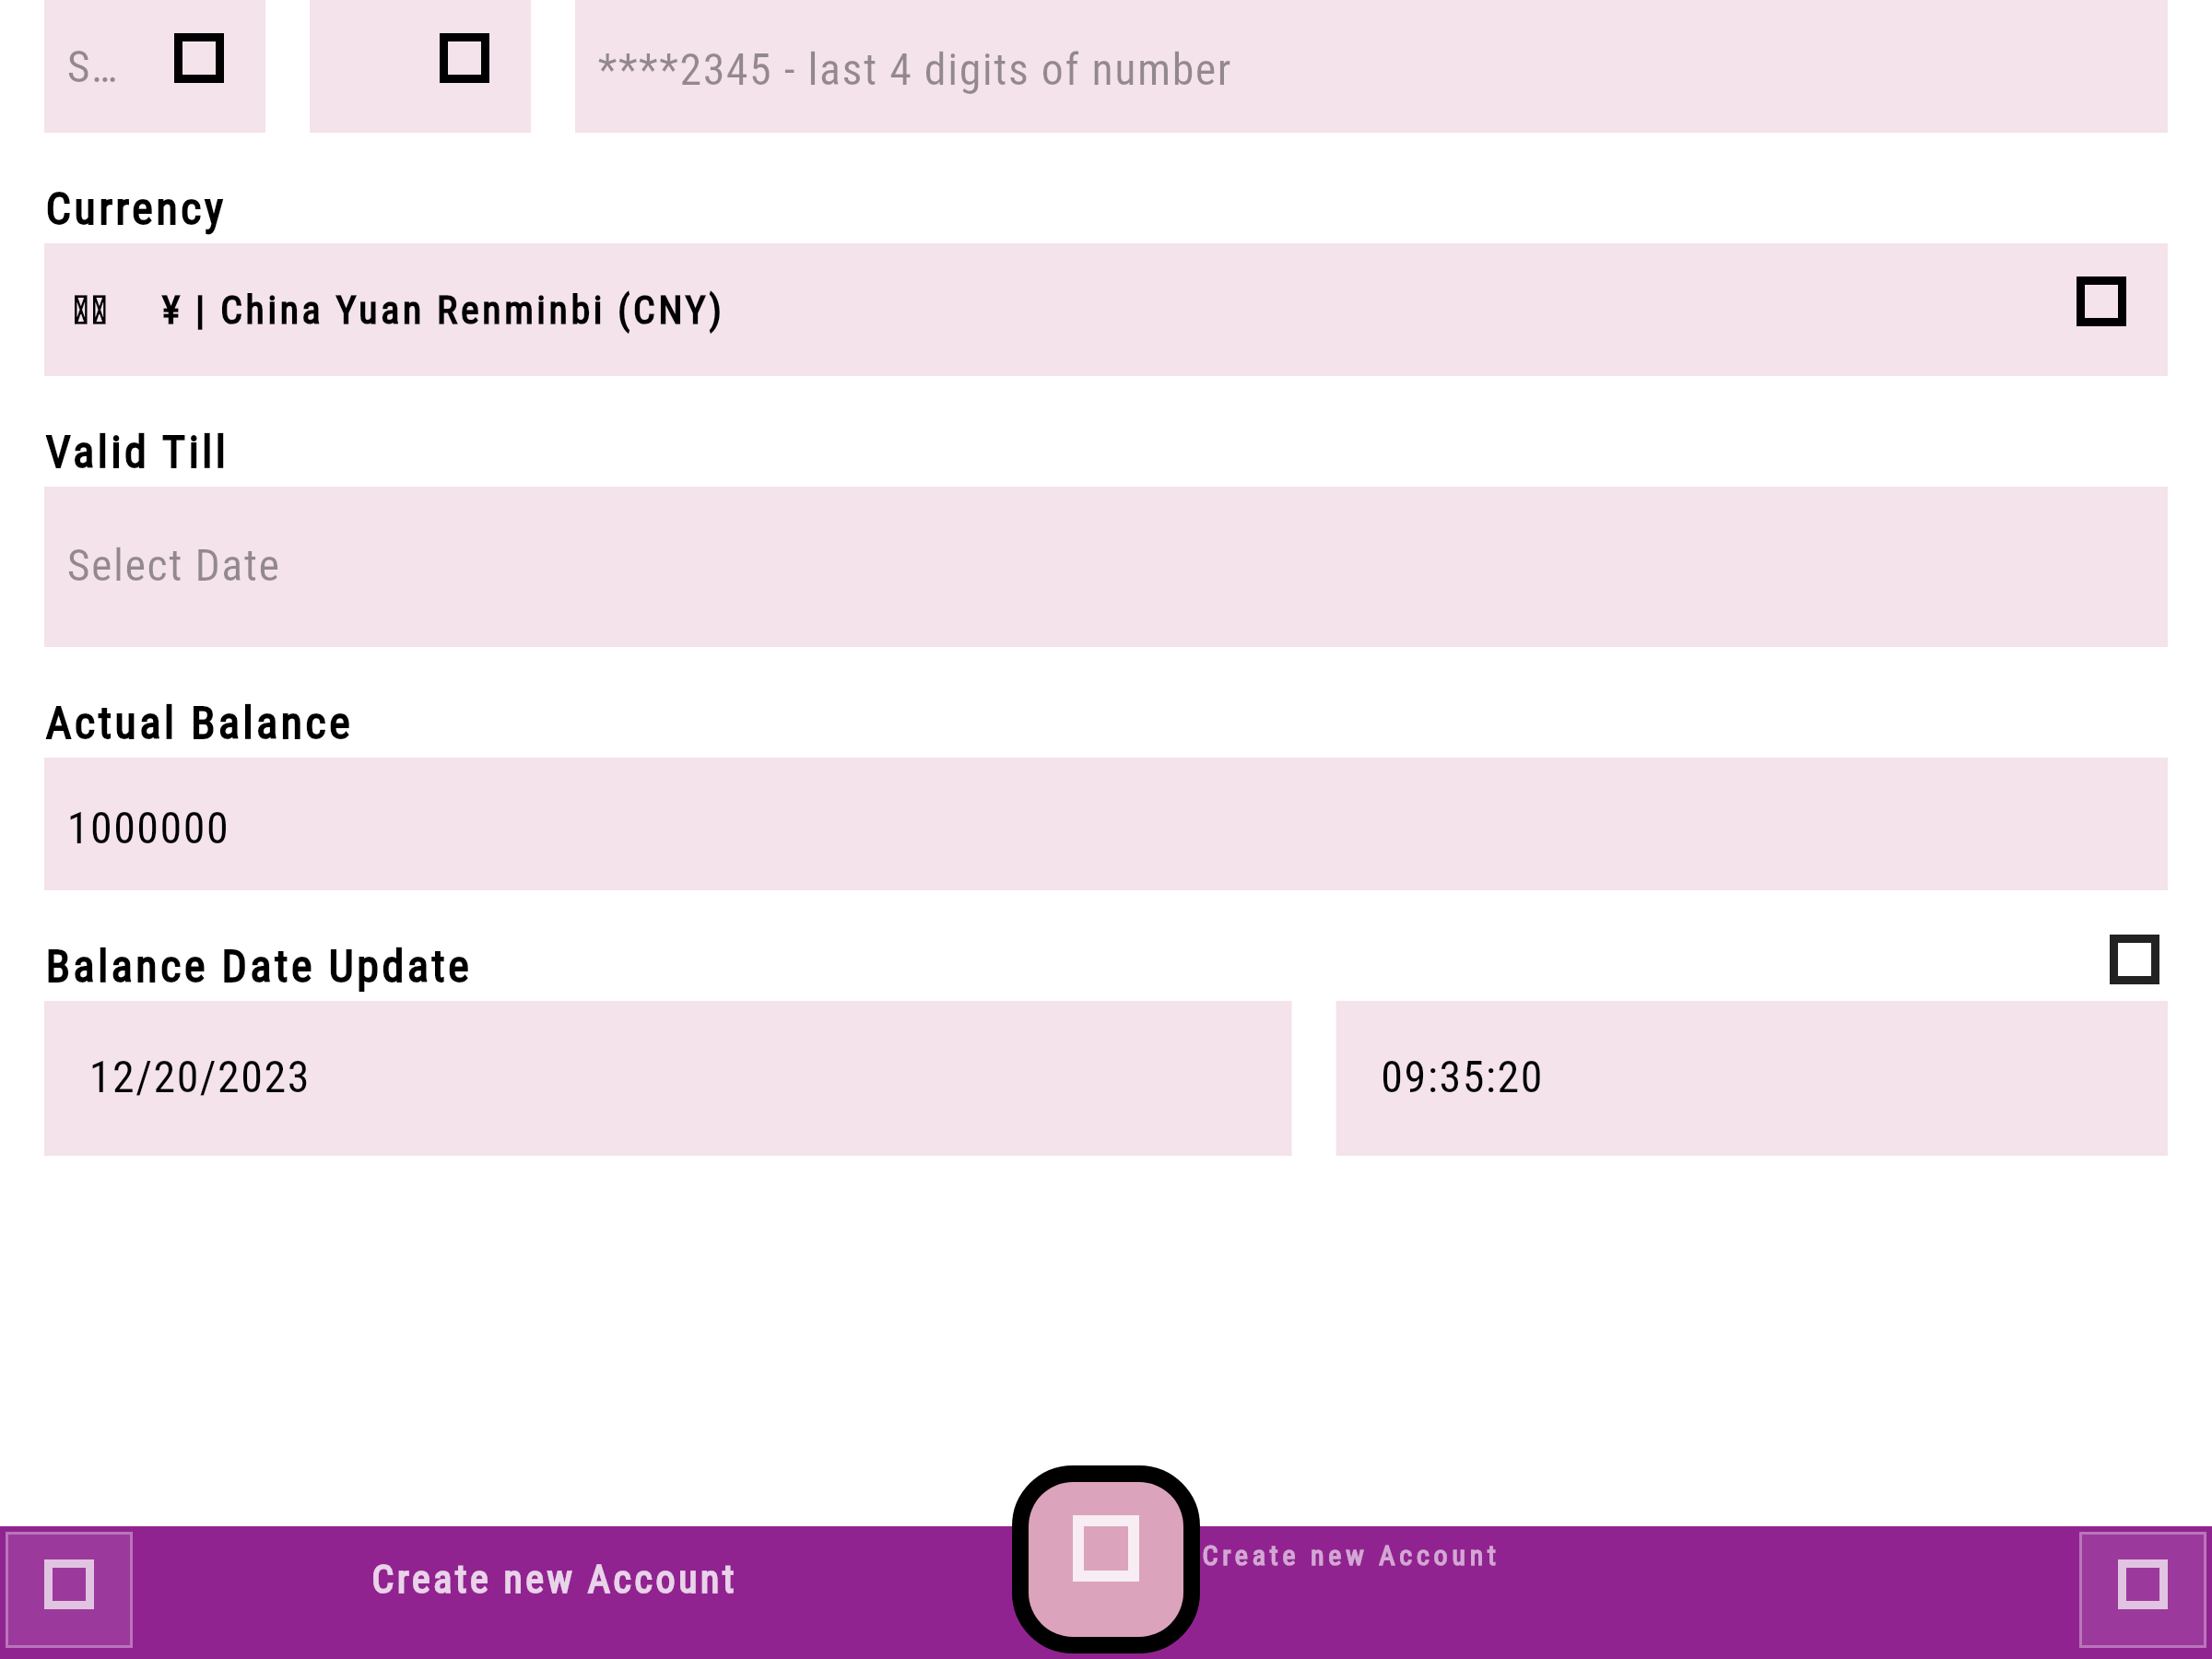 S…
****2345 - last 4 digits of number
Currency
¥ | China Yuan Renminbi (CNY)
Valid Till
Select Date
Actual Balance
1000000
Balance Date Update
12/20/2023
09:35:20
Create new Account
Create new Account